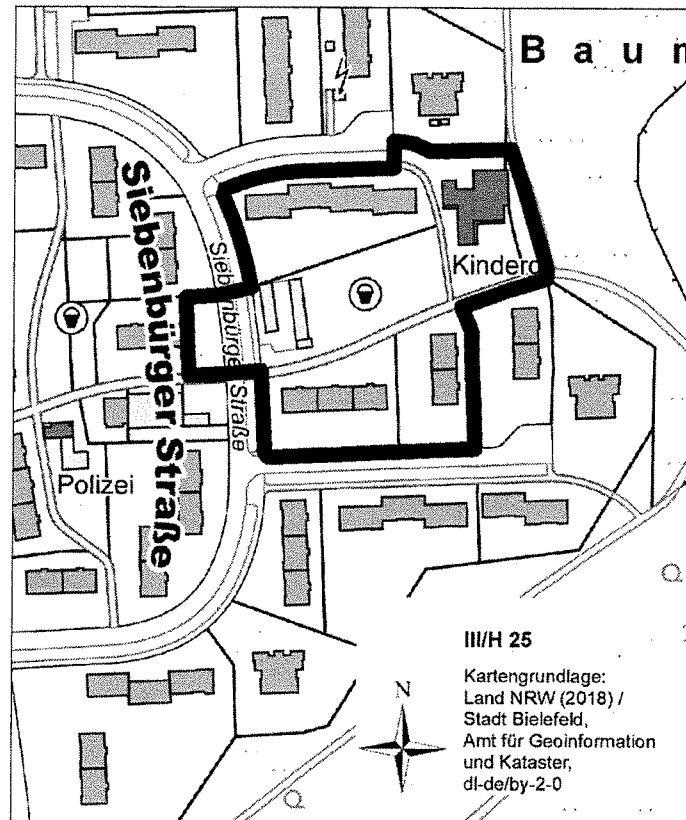 B a u
Siebenbürger Straße
Siebenbürger Straße
Kinderg
Polizei
III/H 25
Kartengrundlage:
Land NRW (2018) /
Stadt Bielefeld,
Amt für Geoinformation
und Kataster,
dl-de/by-2-0
N